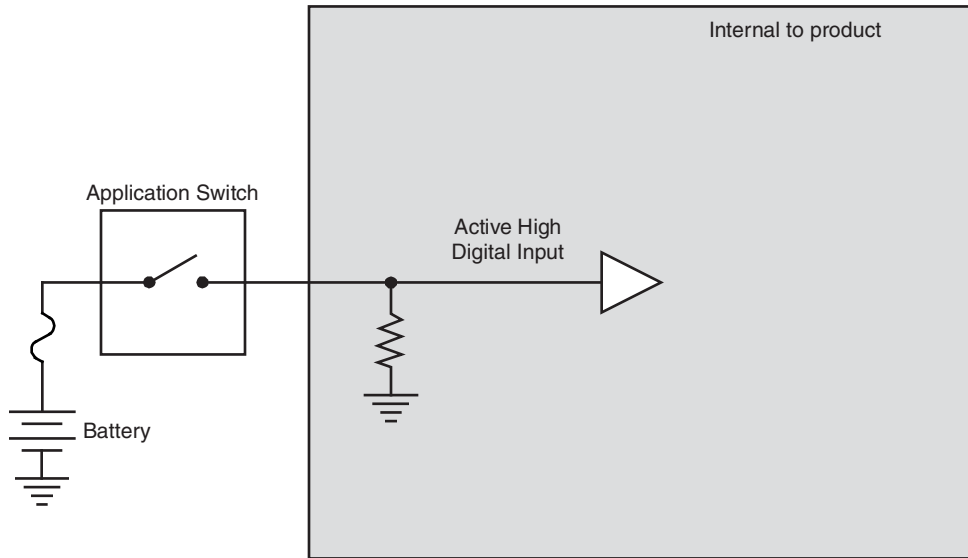 Internal to product
Application Switch
Active High
Digital Input
Battery